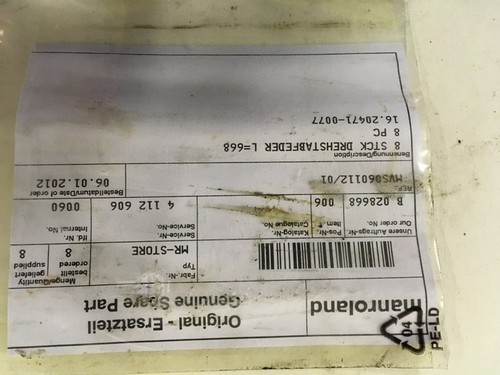 04
PE-LD
manroland
Original - Ersatzteil
Genuine Spare Part
Fabr-Nr. Typ
MR-STORE
Menge/Quantity
bestellt geliefert
ordered supplied
8 8
Unsere Auftrags-Nr. Pos-Nr. Katalog-Nr. Service-Nr. lfd. Nr.
Our order No. Item # Catalogue No. Service-No. Internal No.
B 028668 006 4 112 606 0060
REF. Bestelldatum/Date of order
MVS060112/01 06.01.2012
Benennung/Description
8 STCK DREHSTABFEDER L=668
8 PC
16.20471-0077